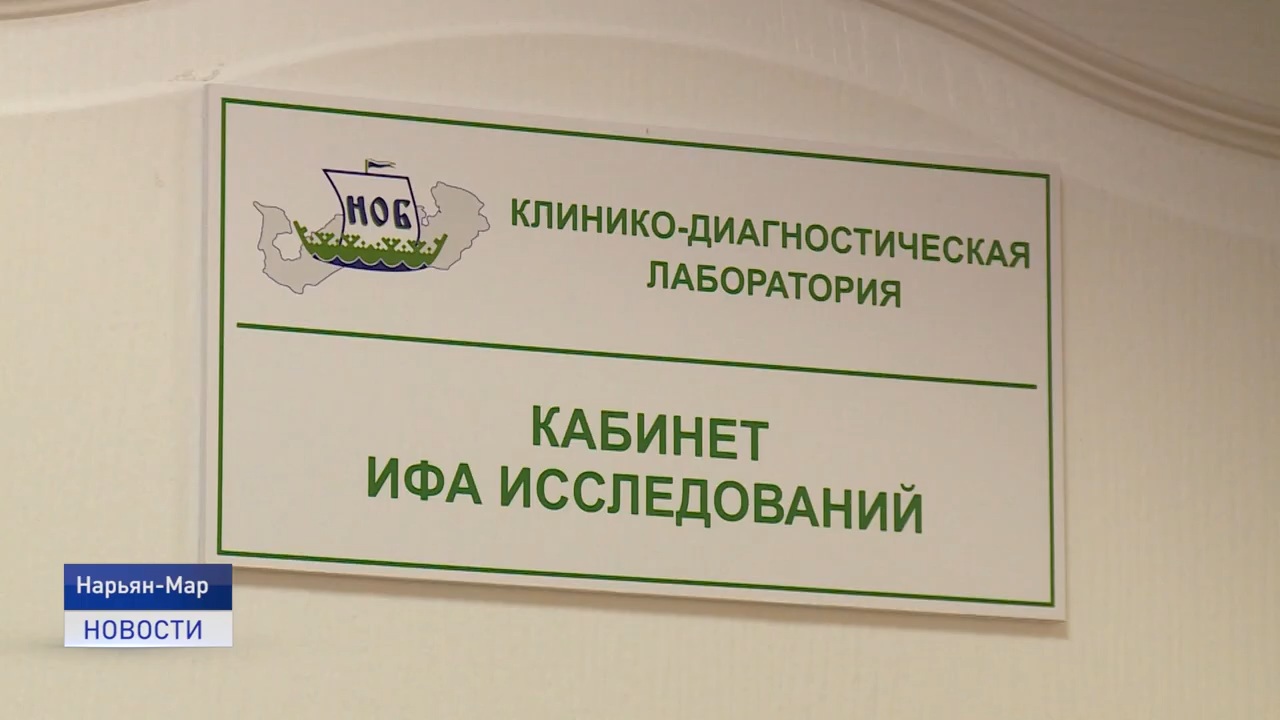 НОБ
КЛИНИКО-ДИАГНОСТИЧЕСКАЯ
ЛАБОРАТОРИЯ
КАБИНЕТ
ИФА ИССЛЕДОВАНИЙ
Нарьян-Мар
НОВОСТИ